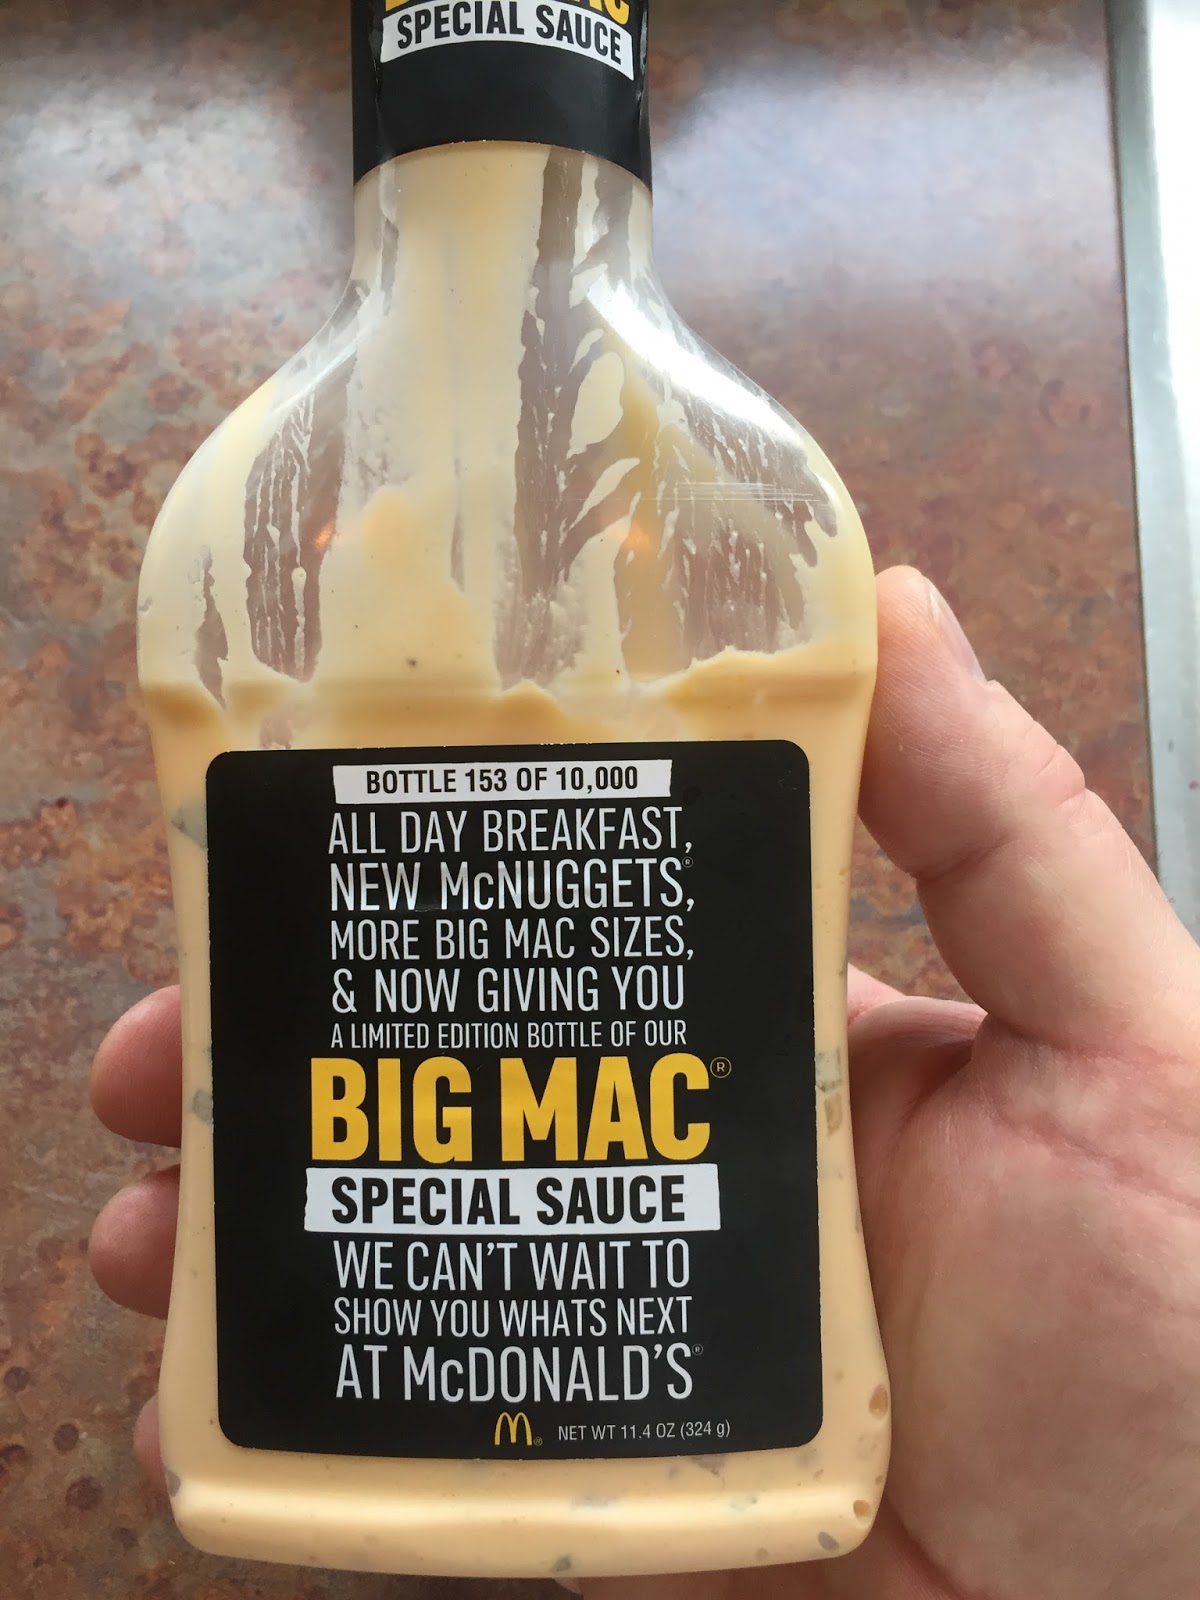 SPECIAL SAUCE
BOTTLE 153 OF 10,000
ALL DAY BREAKFAST,
NEW McNUGGETS®,
MORE BIG MAC SIZES,
& NOW GIVING YOU
A LIMITED EDITION BOTTLE OF OUR
BIG MAC®
SPECIAL SAUCE
WE CAN'T WAIT TO
SHOW YOU WHATS NEXT
AT McDONALD'S®
NET WT 11.4 OZ (324 g)